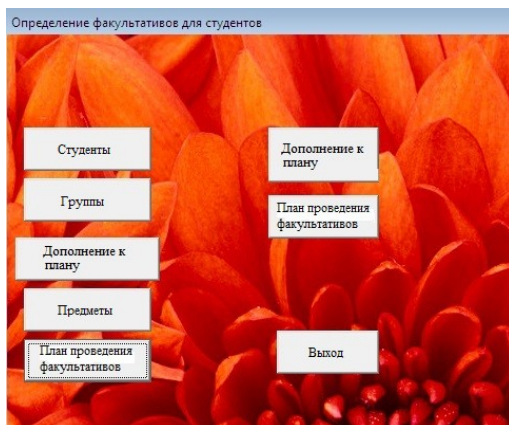 Определение факультативов для студентов
Студенты
Группы
Дополнение к
плану
Предметы
План проведения
факультативов
Дополнение к
плану
План проведения
факультативов
Выход